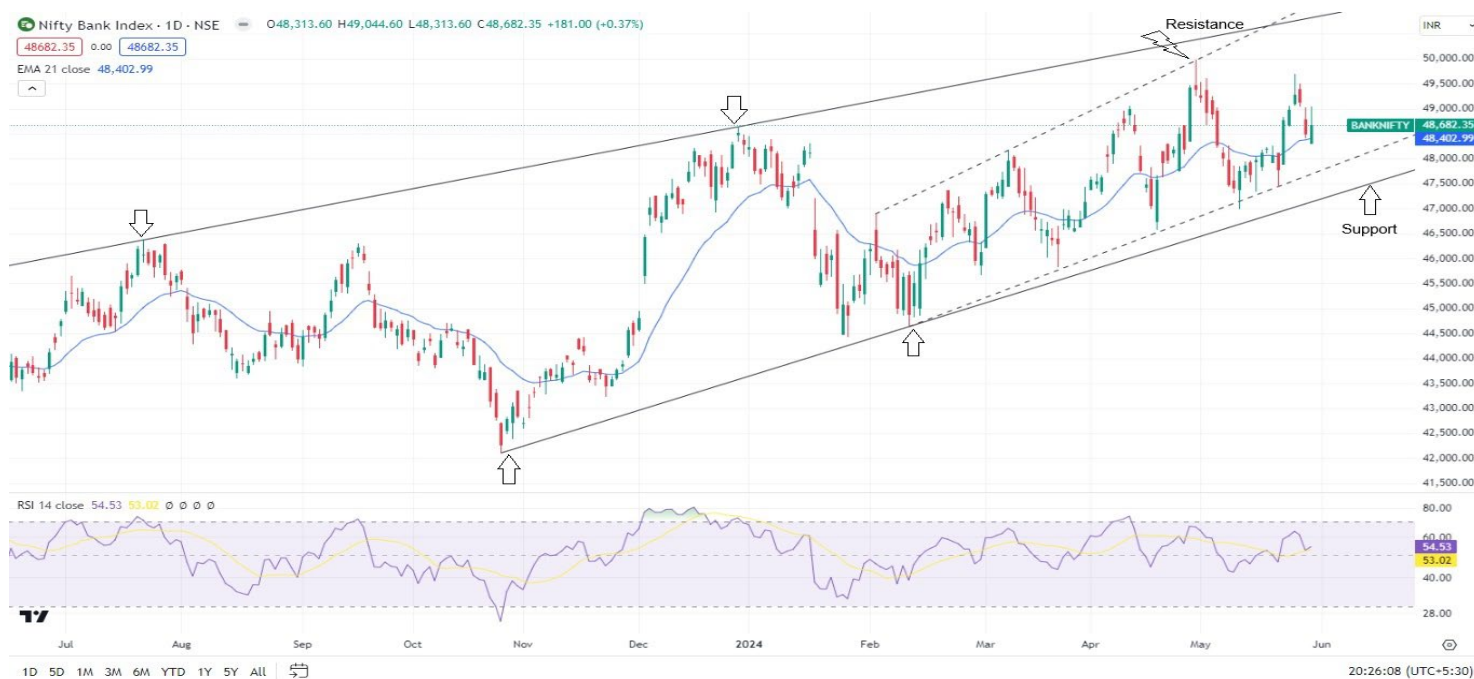 Nifty Bank Index · 1D · NSE O48,313.60 H49,044.60 L48,313.60 C48,682.35 +181.00 (+0.37%)
48682.35 0.00 48682.35
EMA 21 close 48,402.99
Resistance
INR
50,000.00
49,500.00
49,000.00
BANKNIFTY 48,682.35
48,402.99
48,000.00
47,500.00
47,000.00
Support
46,500.00
46,000.00
45,500.00
45,000.00
44,500.00
44,000.00
43,500.00
43,000.00
42,500.00
42,000.00
41,500.00
RSI 14 close 54.53 53.02 Ø Ø Ø Ø
80.00
60.00
54.53
53.02
40.00
28.00
Jul Aug Sep Oct Nov Dec 2024 Feb Mar Apr May Jun
1D 5D 1M 3M 6M YTD 1Y 5Y All
20:26:08 (UTC+5:30)